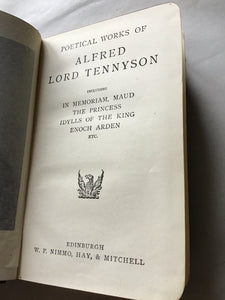 POETICAL WORKS OF
ALFRED
LORD TENNYSON
INCLUDING
IN MEMORIAM, MAUD
THE PRINCESS
IDYLLS OF THE KING
ENOCH ARDEN
ETC.
EDINBURGH
W. P. NIMMO, HAY, & MITCHELL